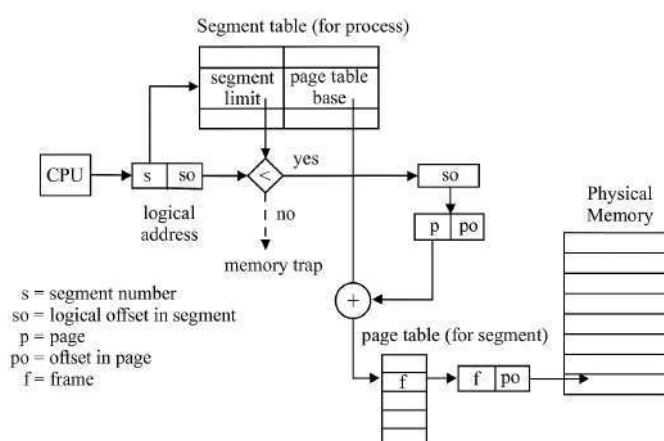 Segment table (for process)
segment limit
page table base
CPU
s
so
<
yes
no
logical address
memory trap
so
p
po
+
Physical Memory
s = segment number
so = logical offset in segment
p = page
po = offset in page
f = frame
page table (for segment)
f
f
po